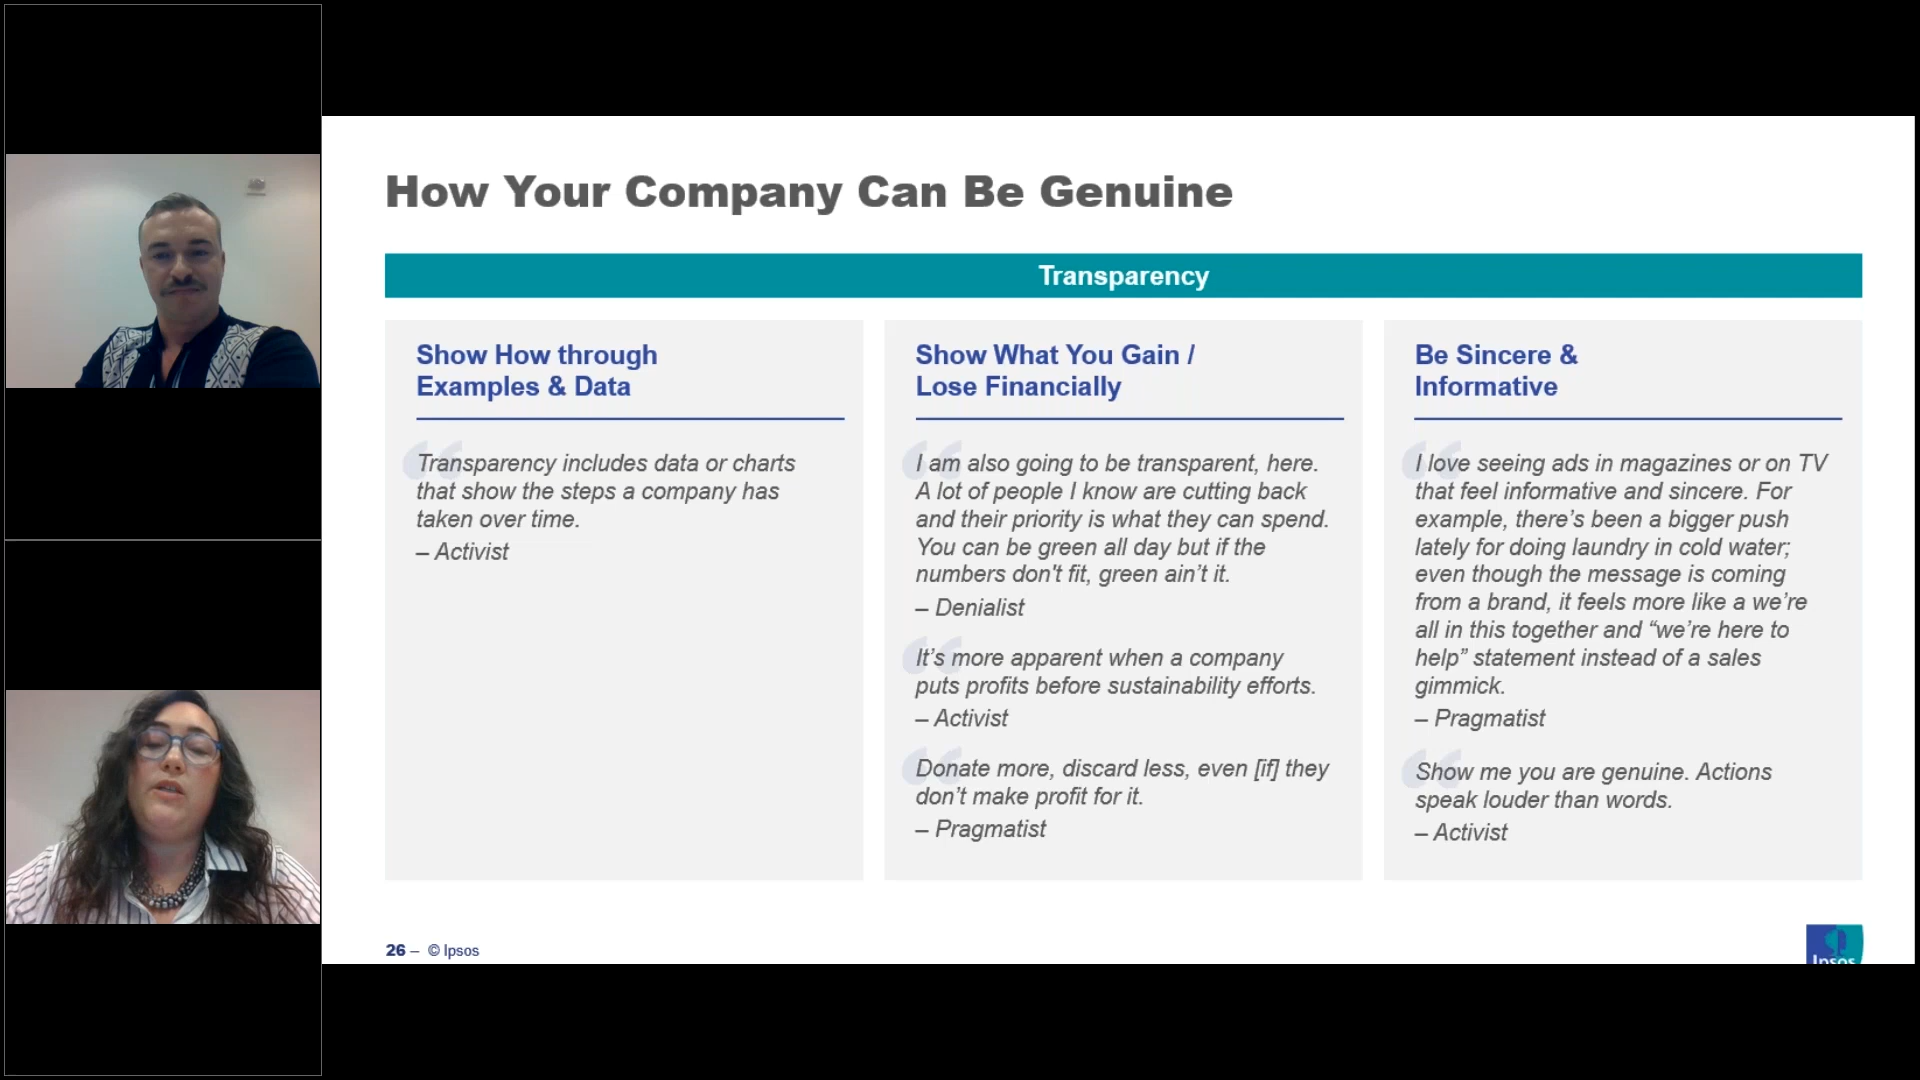 How Your Company Can Be Genuine
Transparency
Show How through
Examples & Data
Transparency includes data or charts
that show the steps a company has
taken over time.
– Activist
Show What You Gain /
Lose Financially
I am also going to be transparent, here.
A lot of people I know are cutting back
and their priority is what they can spend.
You can be green all day but if the
numbers don't fit, green ain’t it.
– Denialist
It’s more apparent when a company
puts profits before sustainability efforts.
– Activist
Donate more, discard less, even [if] they
don’t make profit for it.
– Pragmatist
Be Sincere &
Informative
I love seeing ads in magazines or on TV
that feel informative and sincere. For
example, there’s been a bigger push
lately for doing laundry in cold water;
even though the message is coming
from a brand, it feels more like a we’re
all in this together and “we’re here to
help” statement instead of a sales
gimmick.
– Pragmatist
Show me you are genuine. Actions
speak louder than words.
– Activist
26 – © Ipsos
Ipsos